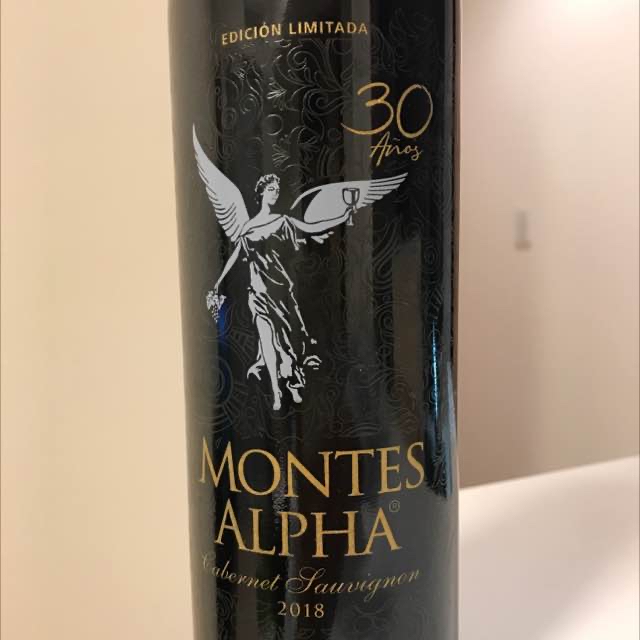 EDICIÓN LIMITADA
30
Años
MONTES
ALPHA®
Cabernet Sauvignon
2018